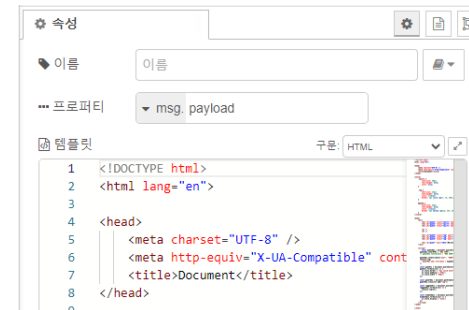 속성
이름 이름
프로퍼티 msg. payload
템플릿 구문: HTML
1 <!DOCTYPE html>
2 <html lang="en">
3
4 <head>
5 <meta charset="UTF-8" />
6 <meta http-equiv="X-UA-Compatible" cont
7 <title>Document</title>
8 </head>